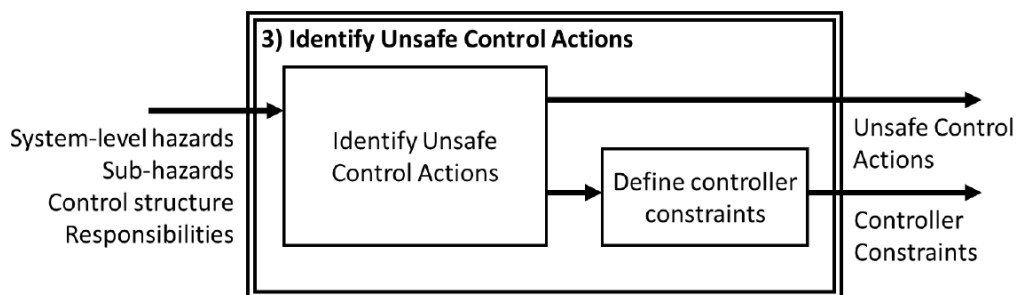 3) Identify Unsafe Control Actions
System-level hazards
Sub-hazards
Control structure
Responsibilities
Identify Unsafe
Control Actions
Define controller
constraints
Unsafe Control
Actions
Controller
Constraints